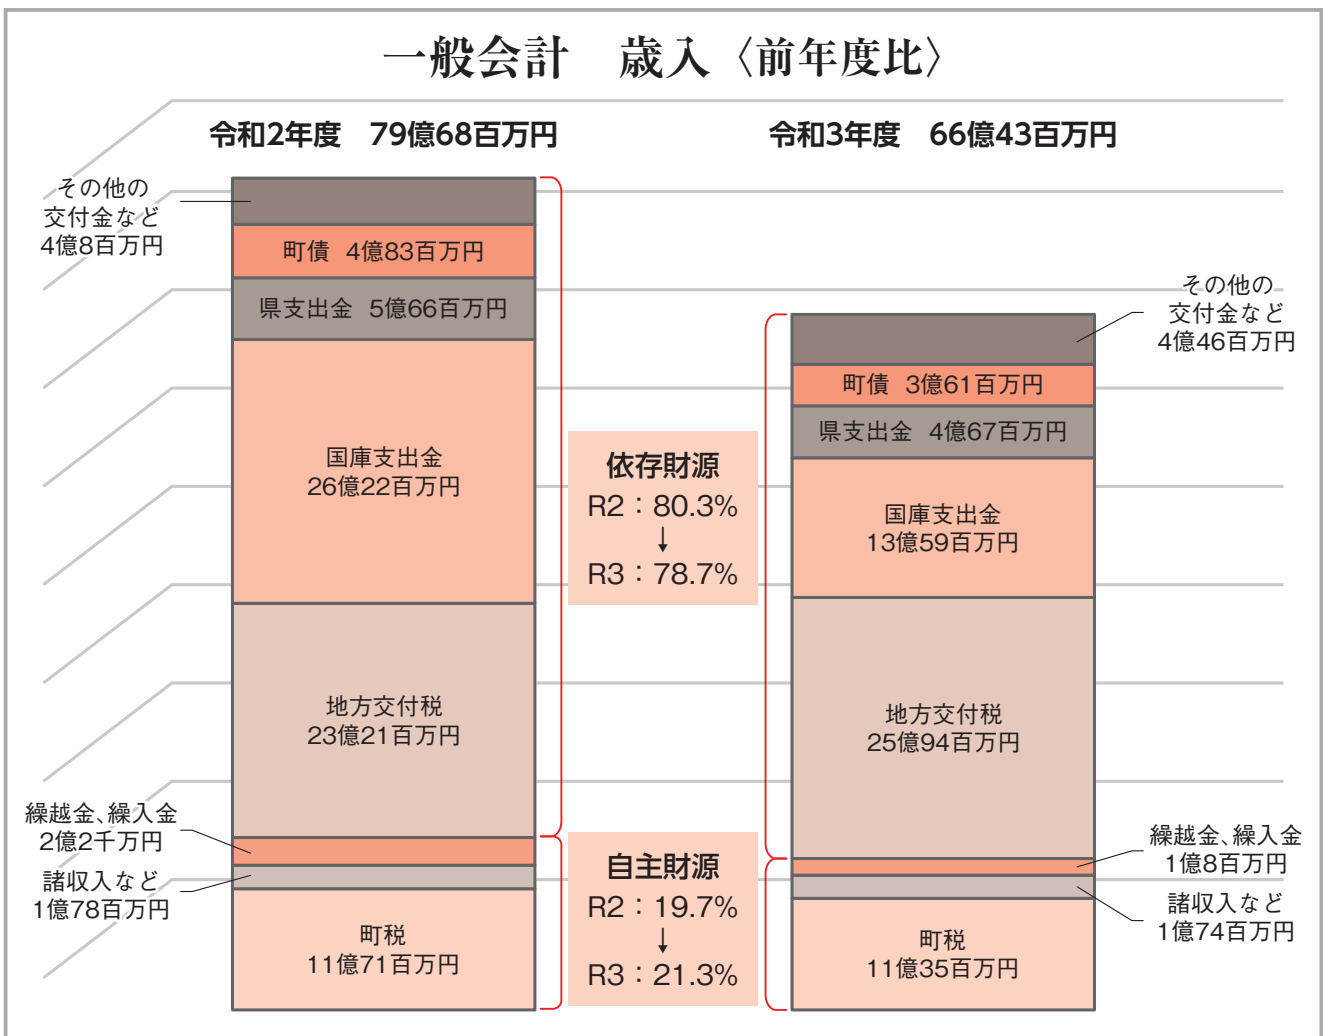 一般会計　歳入〈前年度比〉
令和2年度　79億68百万円
その他の
交付金など
4億8百万円
町債 4億83百万円
県支出金 5億66百万円
国庫支出金
26億22百万円
地方交付税
23億21百万円
繰越金、繰入金
2億2千万円
諸収入など
1億78百万円
町税
11億71百万円
依存財源
R2：80.3%
↓
R3：78.7%
自主財源
R2：19.7%
↓
R3：21.3%
令和3年度　66億43百万円
その他の
交付金など
4億46百万円
町債 3億61百万円
県支出金 4億67百万円
国庫支出金
13億59百万円
地方交付税
25億94百万円
繰越金、繰入金
1億8百万円
諸収入など
1億74百万円
町税
11億35百万円